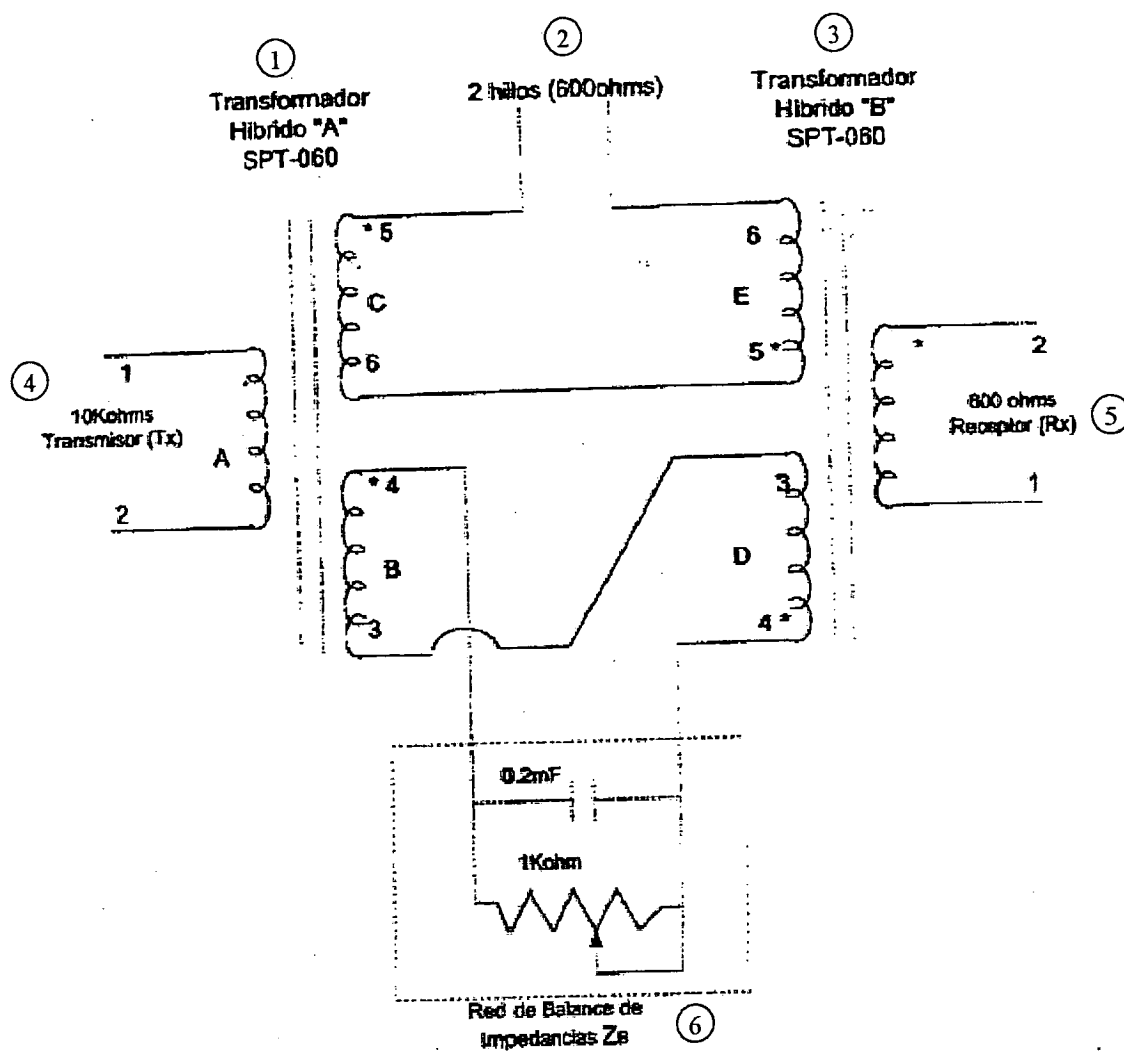 1
Transformador
Hibrido "A"
SPT-060
2
2 hilos (600ohms)
3
Transformador
Hibrido "B"
SPT-060
* 5
C
6
6
E
5 *
4
1
10Kohms
Transmisor (Tx)
A
2
* 
2
600 ohms
Receptor (Rx)
5
1
* 4
B
3
3
D
4 *
0.2mF
1Kohm
Red de Balance de
Impedancias ZB
6